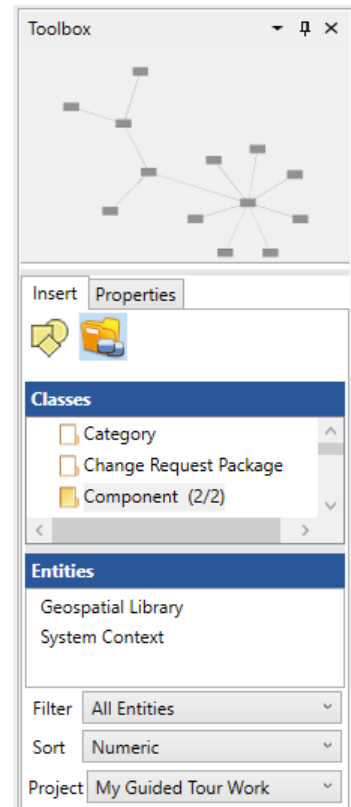 Toolbox
Insert Properties
Classes
Category
Change Request Package
Component (2/2)
Entities
Geospatial Library
System Context
Filter All Entities
Sort Numeric
Project My Guided Tour Work